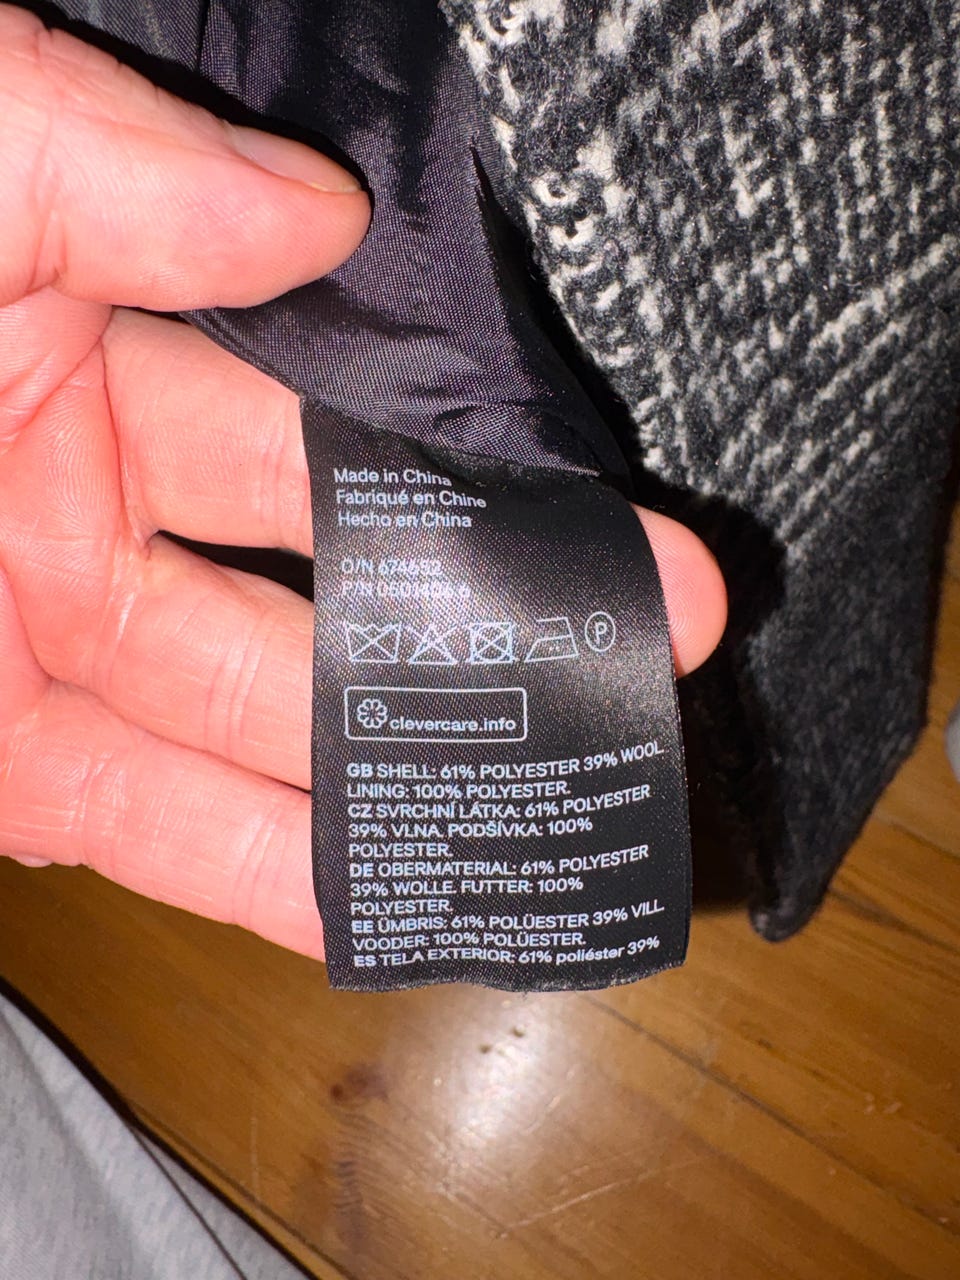 Made in China
Fabriqué en Chine
Hecho en China
O/N
P/N
P
clevercare.info
GB SHELL: 61% POLYESTER 39% WOOL
LINING: 100% POLYESTER.
CZ SVRCHNÍ LÁTKA: 61% POLYESTER
39% VLNA. PODŠÍVKA: 100%
POLYESTER.
DE OBERMATERIAL: 61% POLYESTER
39% WOLLE. FUTTER: 100%
POLYESTER.
EE ÜMBRIS: 61% POLÜESTER 39% VILL.
VOODER: 100% POLÜESTER.
ES TELA EXTERIOR: 61% poliéster 39%